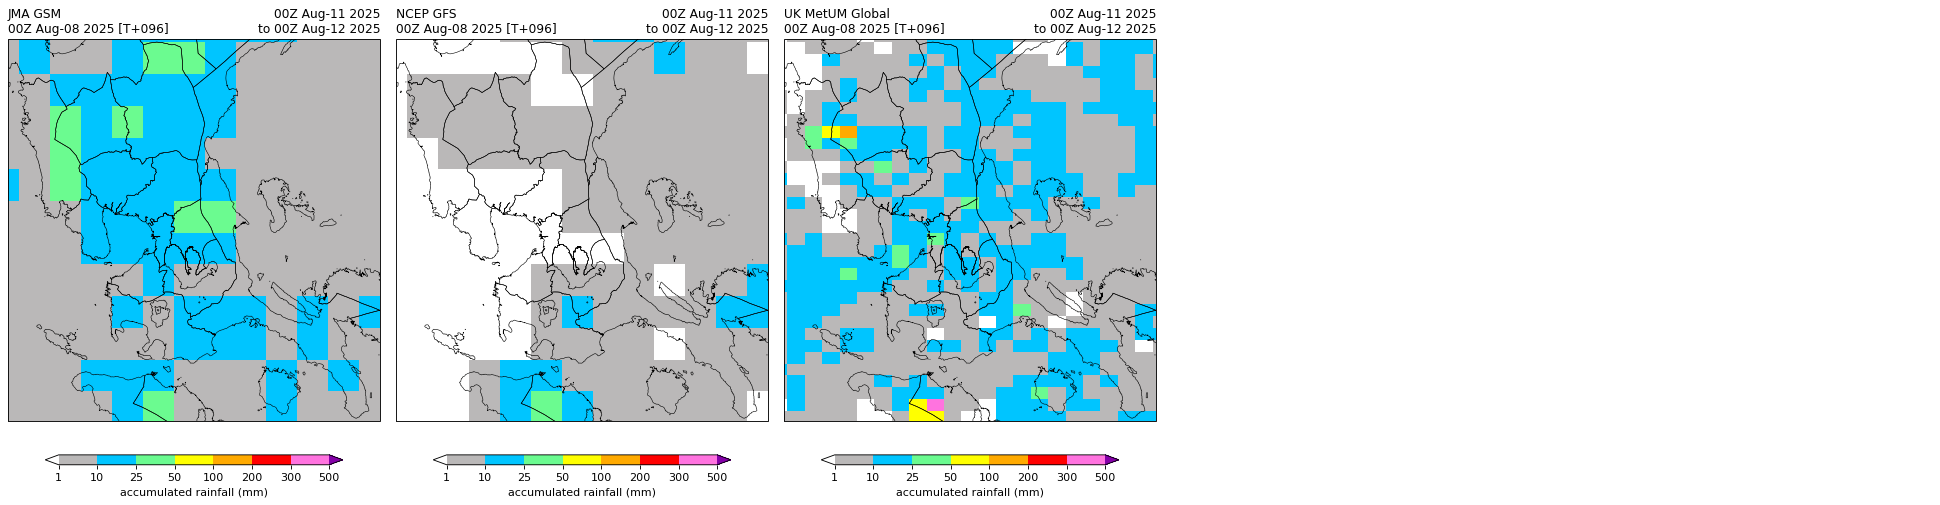 JMA GSM 00Z Aug-11 2025
00Z Aug-08 2025 [T+096] to 00Z Aug-12 2025
NCEP GFS 00Z Aug-11 2025
00Z Aug-08 2025 [T+096] to 00Z Aug-12 2025
UK MetUM Global 00Z Aug-11 2025
00Z Aug-08 2025 [T+096] to 00Z Aug-12 2025
1 10 25 50 100 200 300 500
accumulated rainfall (mm)
1 10 25 50 100 200 300 500
accumulated rainfall (mm)
1 10 25 50 100 200 300 500
accumulated rainfall (mm)